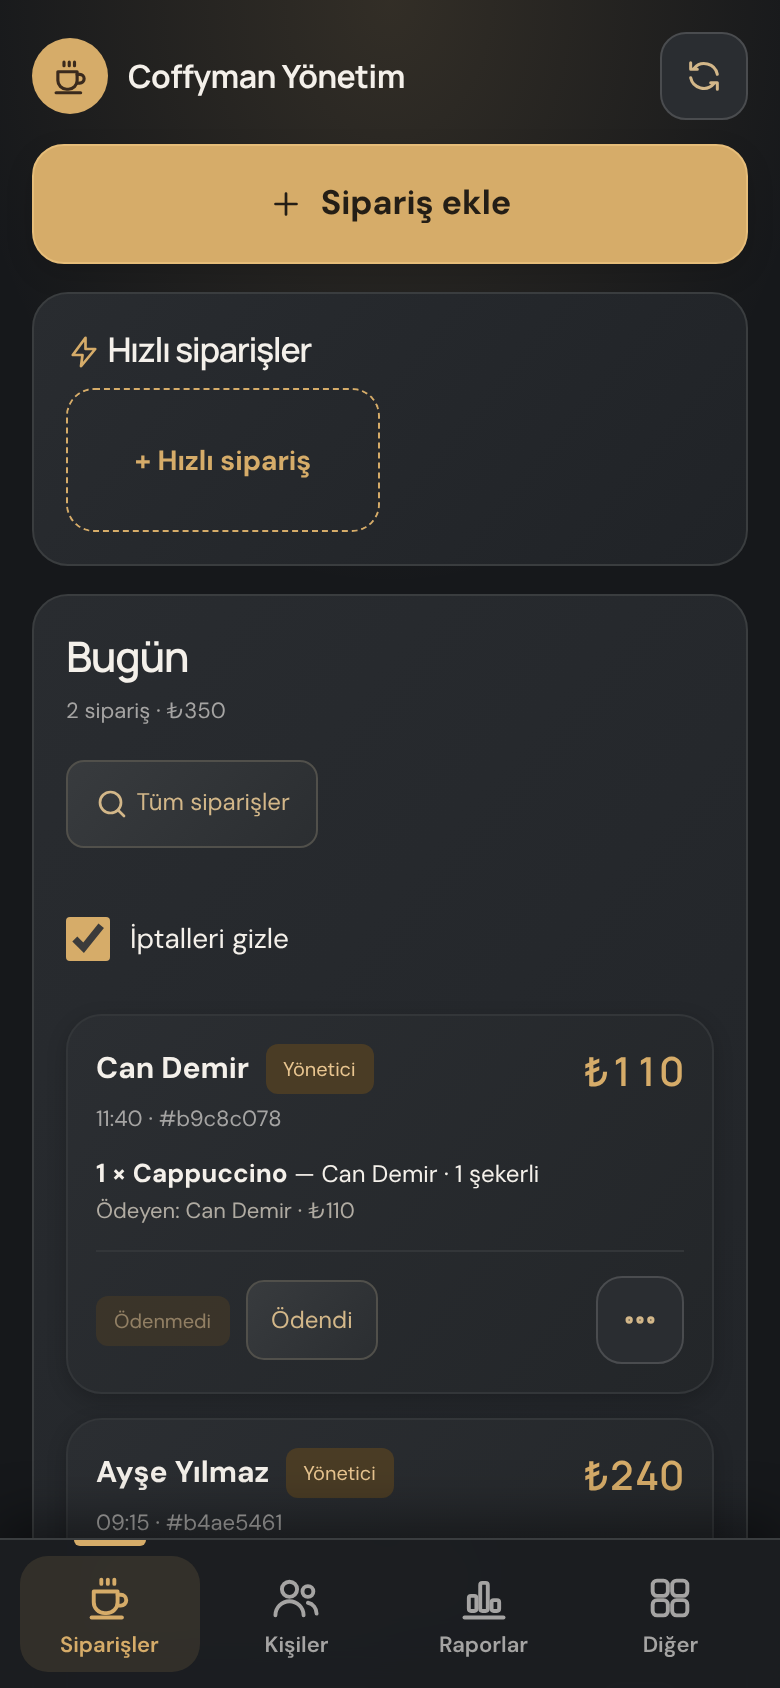 Coffyman Yönetim
+ Sipariş ekle
Hızlı siparişler
+ Hızlı sipariş
Bugün
2 sipariş · ₺350
Tüm siparişler
İptalleri gizle
Can Demir Yönetici ₺110
11:40 · #b9c8c078
1 × Cappuccino — Can Demir · 1 şekerli
Ödeyen: Can Demir · ₺110
Ödenmedi Ödendi
Ayşe Yılmaz Yönetici ₺240
09:15 · #b4ae5461
Siparişler Kişiler Raporlar Diğer